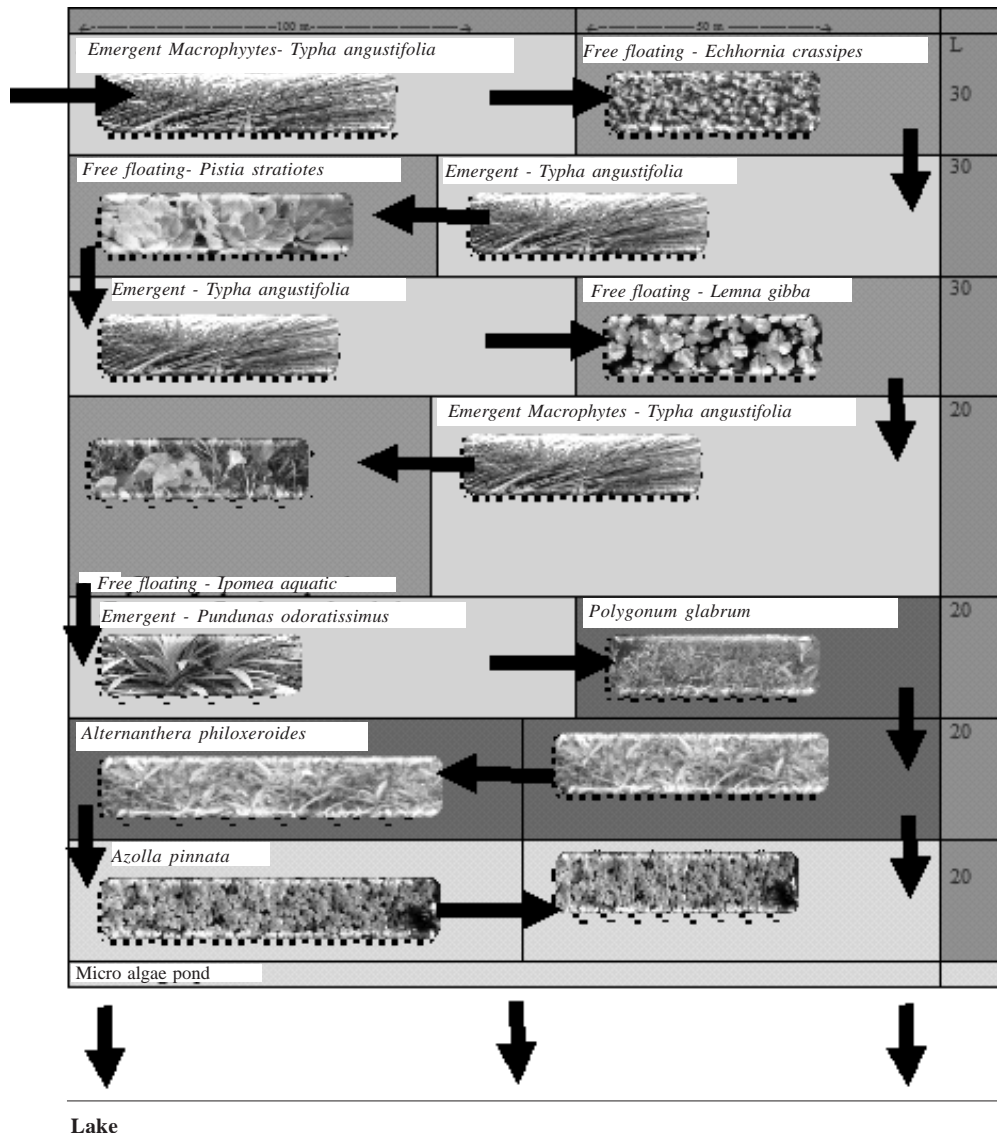 100 m
50 m
Emergent Macrophyytes- Typha angustifolia
Free floating - Echhornia crassipes
L
30
Free floating- Pistia stratiotes
Emergent - Typha angustifolia
30
Emergent - Typha angustifolia
Free floating - Lemna gibba
30
Emergent Macrophytes - Typha angustifolia
20
Free floating - Ipomea aquatic
Emergent - Pundunas odoratissimus
Polygonum glabrum
20
Alternanthera philoxeroides
20
Azolla pinnata
20
Micro algae pond
Lake